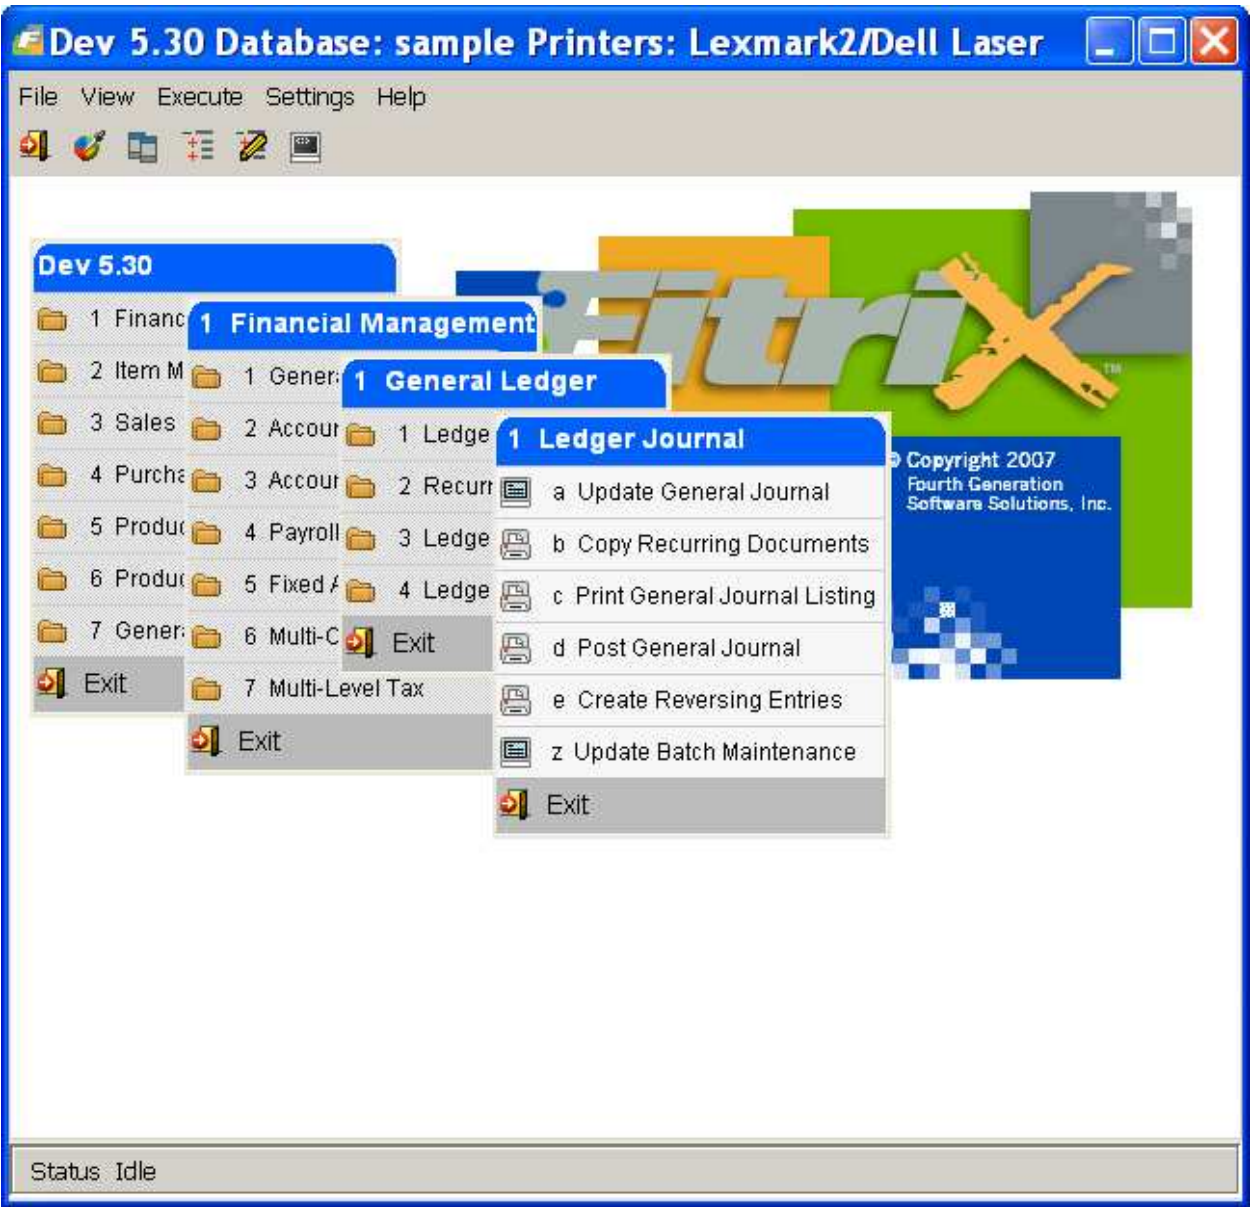 Dev 5.30 Database: sample Printers: Lexmark2/Dell Laser
File View Execute Settings Help
Dev 5.30
1 Financ
2 Item M
3 Sales
4 Purcha
5 Produc
6 Produc
7 Genera
Exit
1 Financial Management
1 Genera
2 Accour
3 Accour
4 Payroll
5 Fixed A
6 Multi-C
7 Multi-Level Tax
Exit
1 General Ledger
1 Ledge
2 Recurr
3 Ledge
4 Ledge
Exit
1 Ledger Journal
a Update General Journal
b Copy Recurring Documents
c Print General Journal Listing
d Post General Journal
e Create Reversing Entries
z Update Batch Maintenance
Exit
FitriX
TM
© Copyright 2007
Fourth Generation
Software Solutions, Inc.
Status Idle